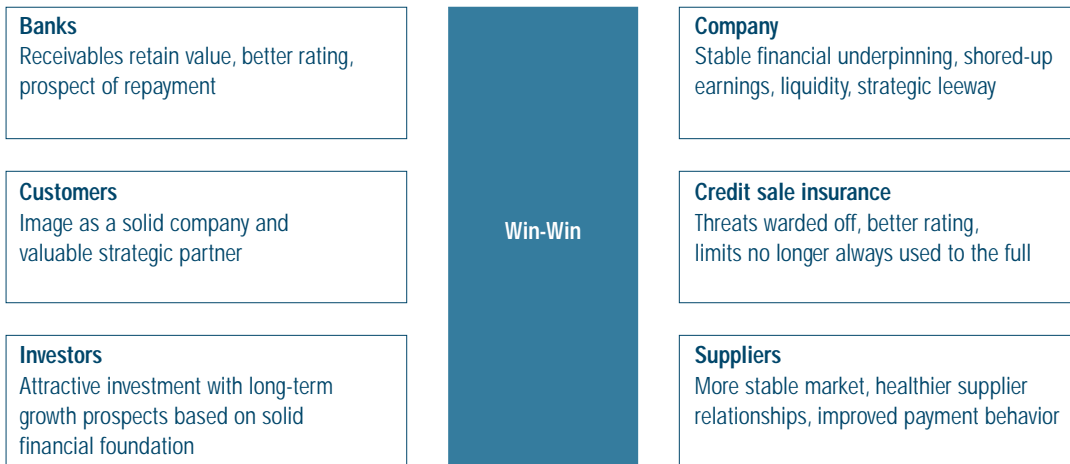 Banks
Receivables retain value, better rating,
prospect of repayment
Customers
Image as a solid company and
valuable strategic partner
Investors
Attractive investment with long-term
growth prospects based on solid
financial foundation
Win-Win
Company
Stable financial underpinning, shored-up
earnings, liquidity, strategic leeway
Credit sale insurance
Threats warded off, better rating,
limits no longer always used to the full
Suppliers
More stable market, healthier supplier
relationships, improved payment behavior